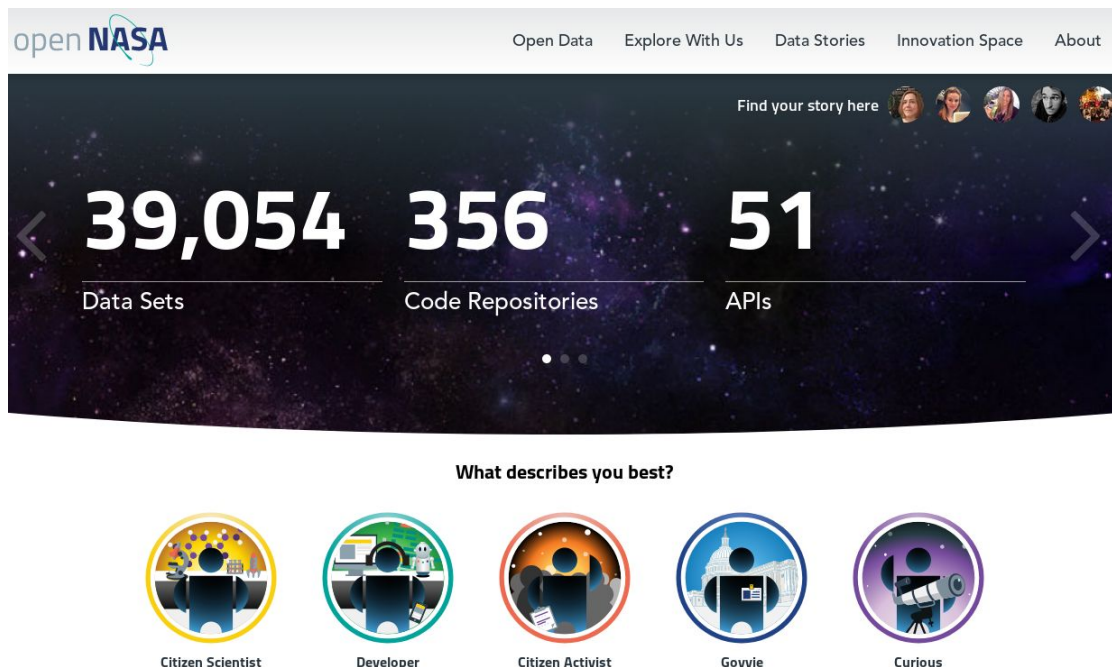 open NASA
Open Data Explore With Us Data Stories Innovation Space About
Find your story here
39,054 356 51
Data Sets Code Repositories APIs
What describes you best?
Citizen Scientist Developer Citizen Activist Govvie Curious